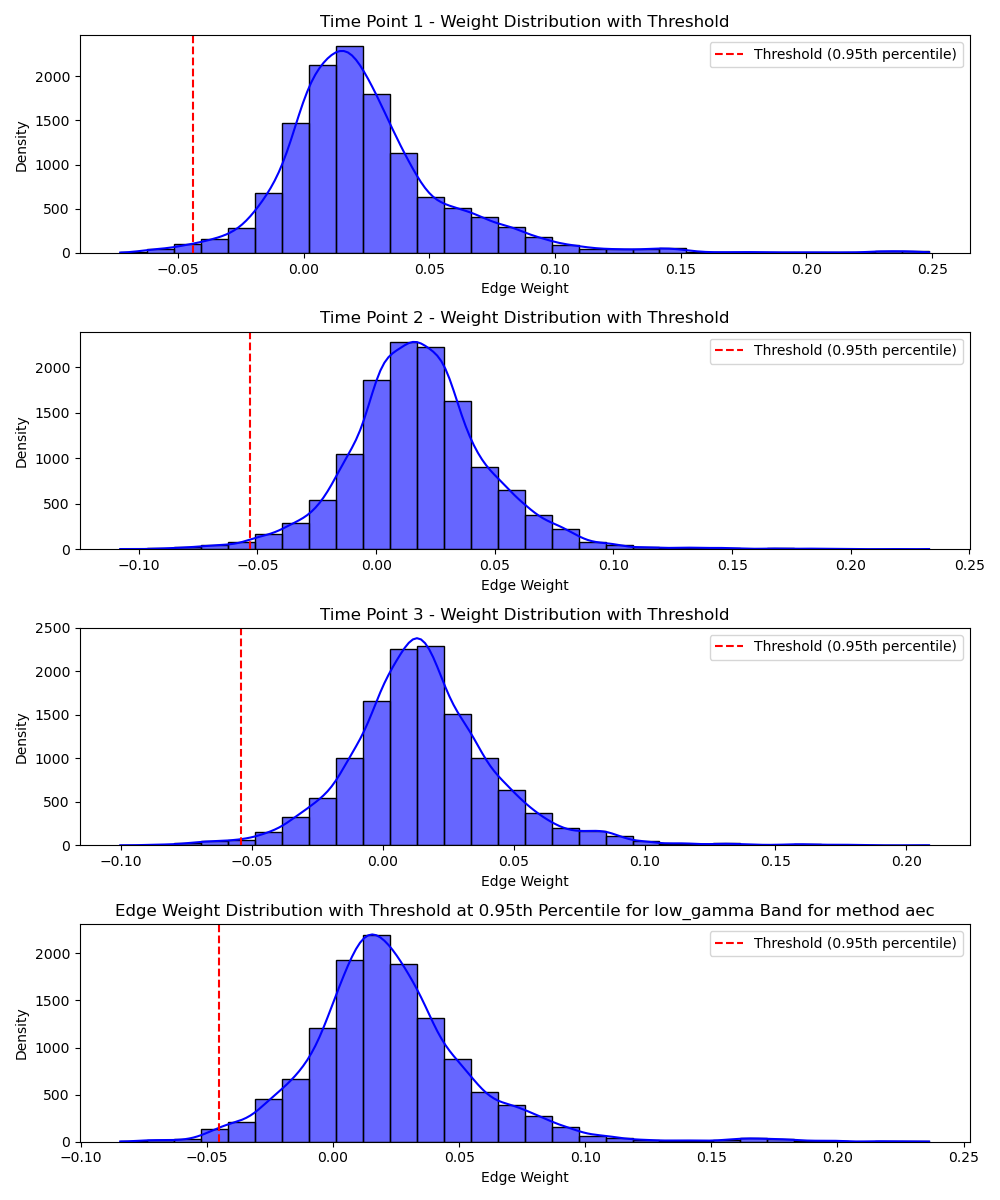 Time Point 1 - Weight Distribution with Threshold
Threshold (0.95th percentile)
Density
2000
1500
1000
500
0
−0.05 0.00 0.05 0.10 0.15 0.20 0.25
Edge Weight
Time Point 2 - Weight Distribution with Threshold
Threshold (0.95th percentile)
Density
2000
1500
1000
500
0
−0.10 −0.05 0.00 0.05 0.10 0.15 0.20 0.25
Edge Weight
Time Point 3 - Weight Distribution with Threshold
Threshold (0.95th percentile)
Density
2500
2000
1500
1000
500
0
−0.10 −0.05 0.00 0.05 0.10 0.15 0.20
Edge Weight
Edge Weight Distribution with Threshold at 0.95th Percentile for low_gamma Band for method aec
Threshold (0.95th percentile)
Density
2000
1500
1000
500
0
−0.10 −0.05 0.00 0.05 0.10 0.15 0.20 0.25
Edge Weight